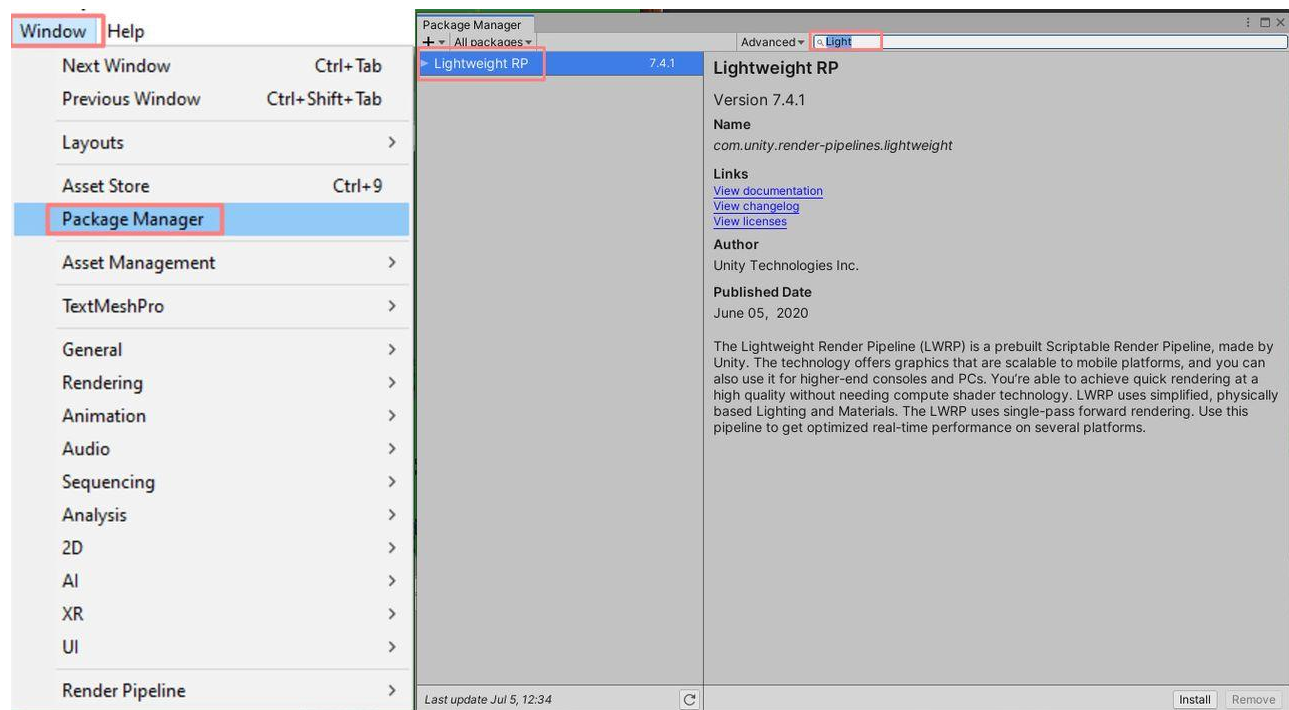 Window Help
Next Window Ctrl+Tab
Previous Window Ctrl+Shift+Tab
Layouts
Asset Store Ctrl+9
Package Manager
Asset Management
TextMeshPro
General
Rendering
Animation
Audio
Sequencing
Analysis
2D
AI
XR
UI
Render Pipeline
Package Manager
+ All packages Advanced Light
Lightweight RP 7.4.1
Lightweight RP
Version 7.4.1
Name
com.unity.render-pipelines.lightweight
Links
View documentation
View changelog
View licenses
Author
Unity Technologies Inc.
Published Date
June 05, 2020
The Lightweight Render Pipeline (LWRP) is a prebuilt Scriptable Render Pipeline, made by
Unity. The technology offers graphics that are scalable to mobile platforms, and you can
also use it for higher-end consoles and PCs. You're able to achieve quick rendering at a
high quality without needing compute shader technology. LWRP uses simplified, physically
based Lighting and Materials. The LWRP uses single-pass forward rendering. Use this
pipeline to get optimized real-time performance on several platforms.
Last update Jul 5, 12:34
Install Remove